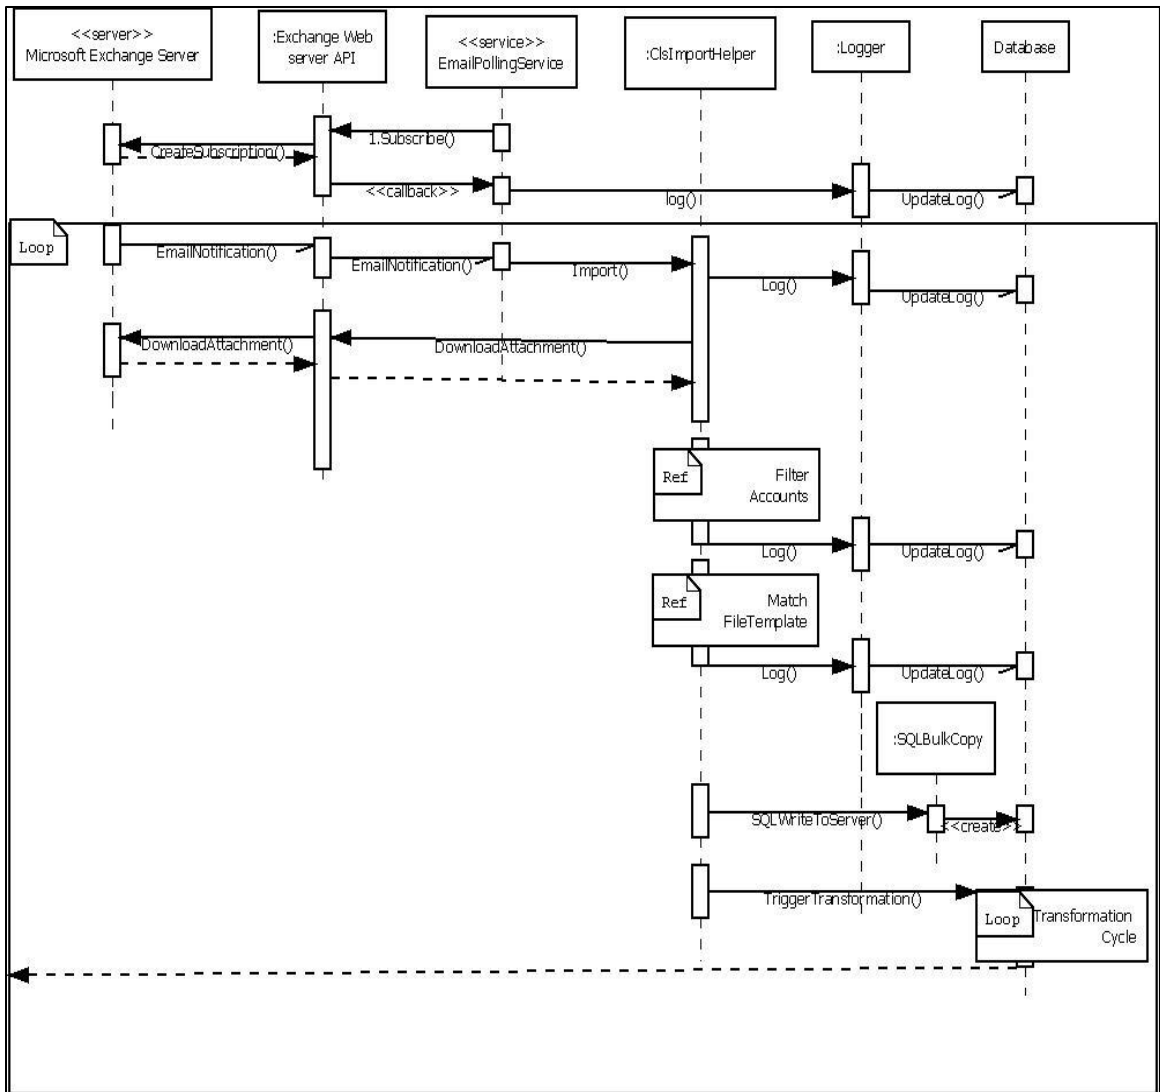 <<server>>
Microsoft Exchange Server
:Exchange Web
server API
<<service>>
EmailPollingService
:ClsImportHelper
:Logger
Database
1.Subscribe()
CreateSubscription()
<<callback>>
log()
UpdateLog()
Loop
EmailNotification()
EmailNotification()
Import()
Log()
UpdateLog()
DownloadAttachment()
DownloadAttachment()
Ref
Filter
Accounts
Log()
UpdateLog()
Ref
Match
FileTemplate
Log()
UpdateLog()
:SQLBulkCopy
SQLWriteToServer()
<<create>>
TriggerTransformation()
Loop
Transformation
Cycle